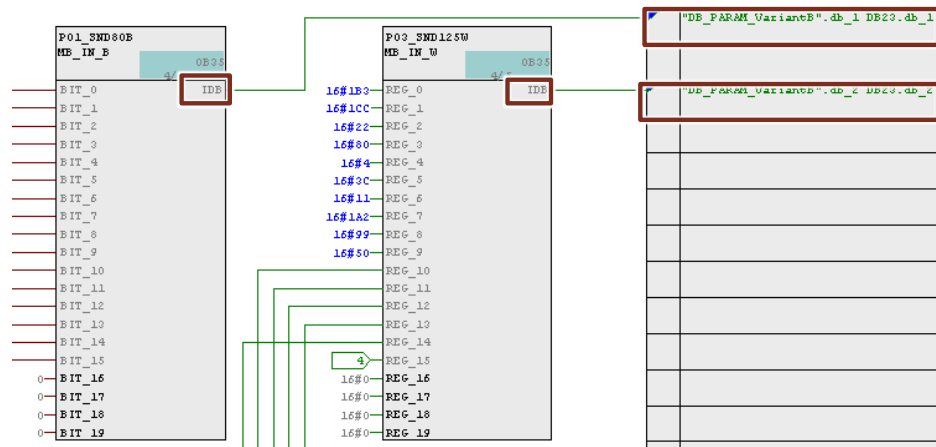 P01_SND80B
MB_IN_B
OB35
4/
IDB
BIT_0
BIT_1
BIT_2
BIT_3
BIT_4
BIT_5
BIT_6
BIT_7
BIT_8
BIT_9
BIT_10
BIT_11
BIT_12
BIT_13
BIT_14
BIT_15
0 BIT_16
0 BIT_17
0 BIT_18
0 BIT_19
P03_SND125W
MB_IN_W
OB35
4/
IDB
16#1B3 REG_0
16#1CC REG_1
16#22 REG_2
16#80 REG_3
16#4 REG_4
16#3C REG_5
16#11 REG_6
16#1A2 REG_7
16#99 REG_8
16#50 REG_9
REG_10
REG_11
REG_12
REG_13
REG_14
4 REG_15
16#0 REG_16
16#0 REG_17
16#0 REG_18
16#0 REG_19
"DB_PARAM_VariantB".db_1 DB23.db_1
"DB_PARAM_VariantB".db_2 DB23.db_2